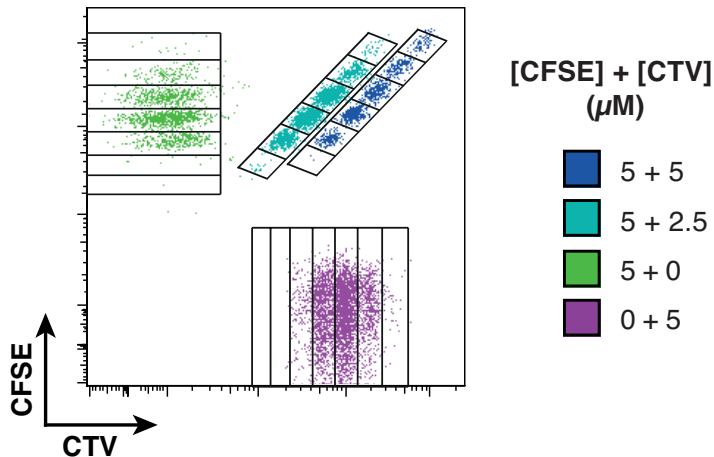 [CFSE] + [CTV]
(μM)
5 + 5
5 + 2.5
5 + 0
0 + 5
CFSE
CTV